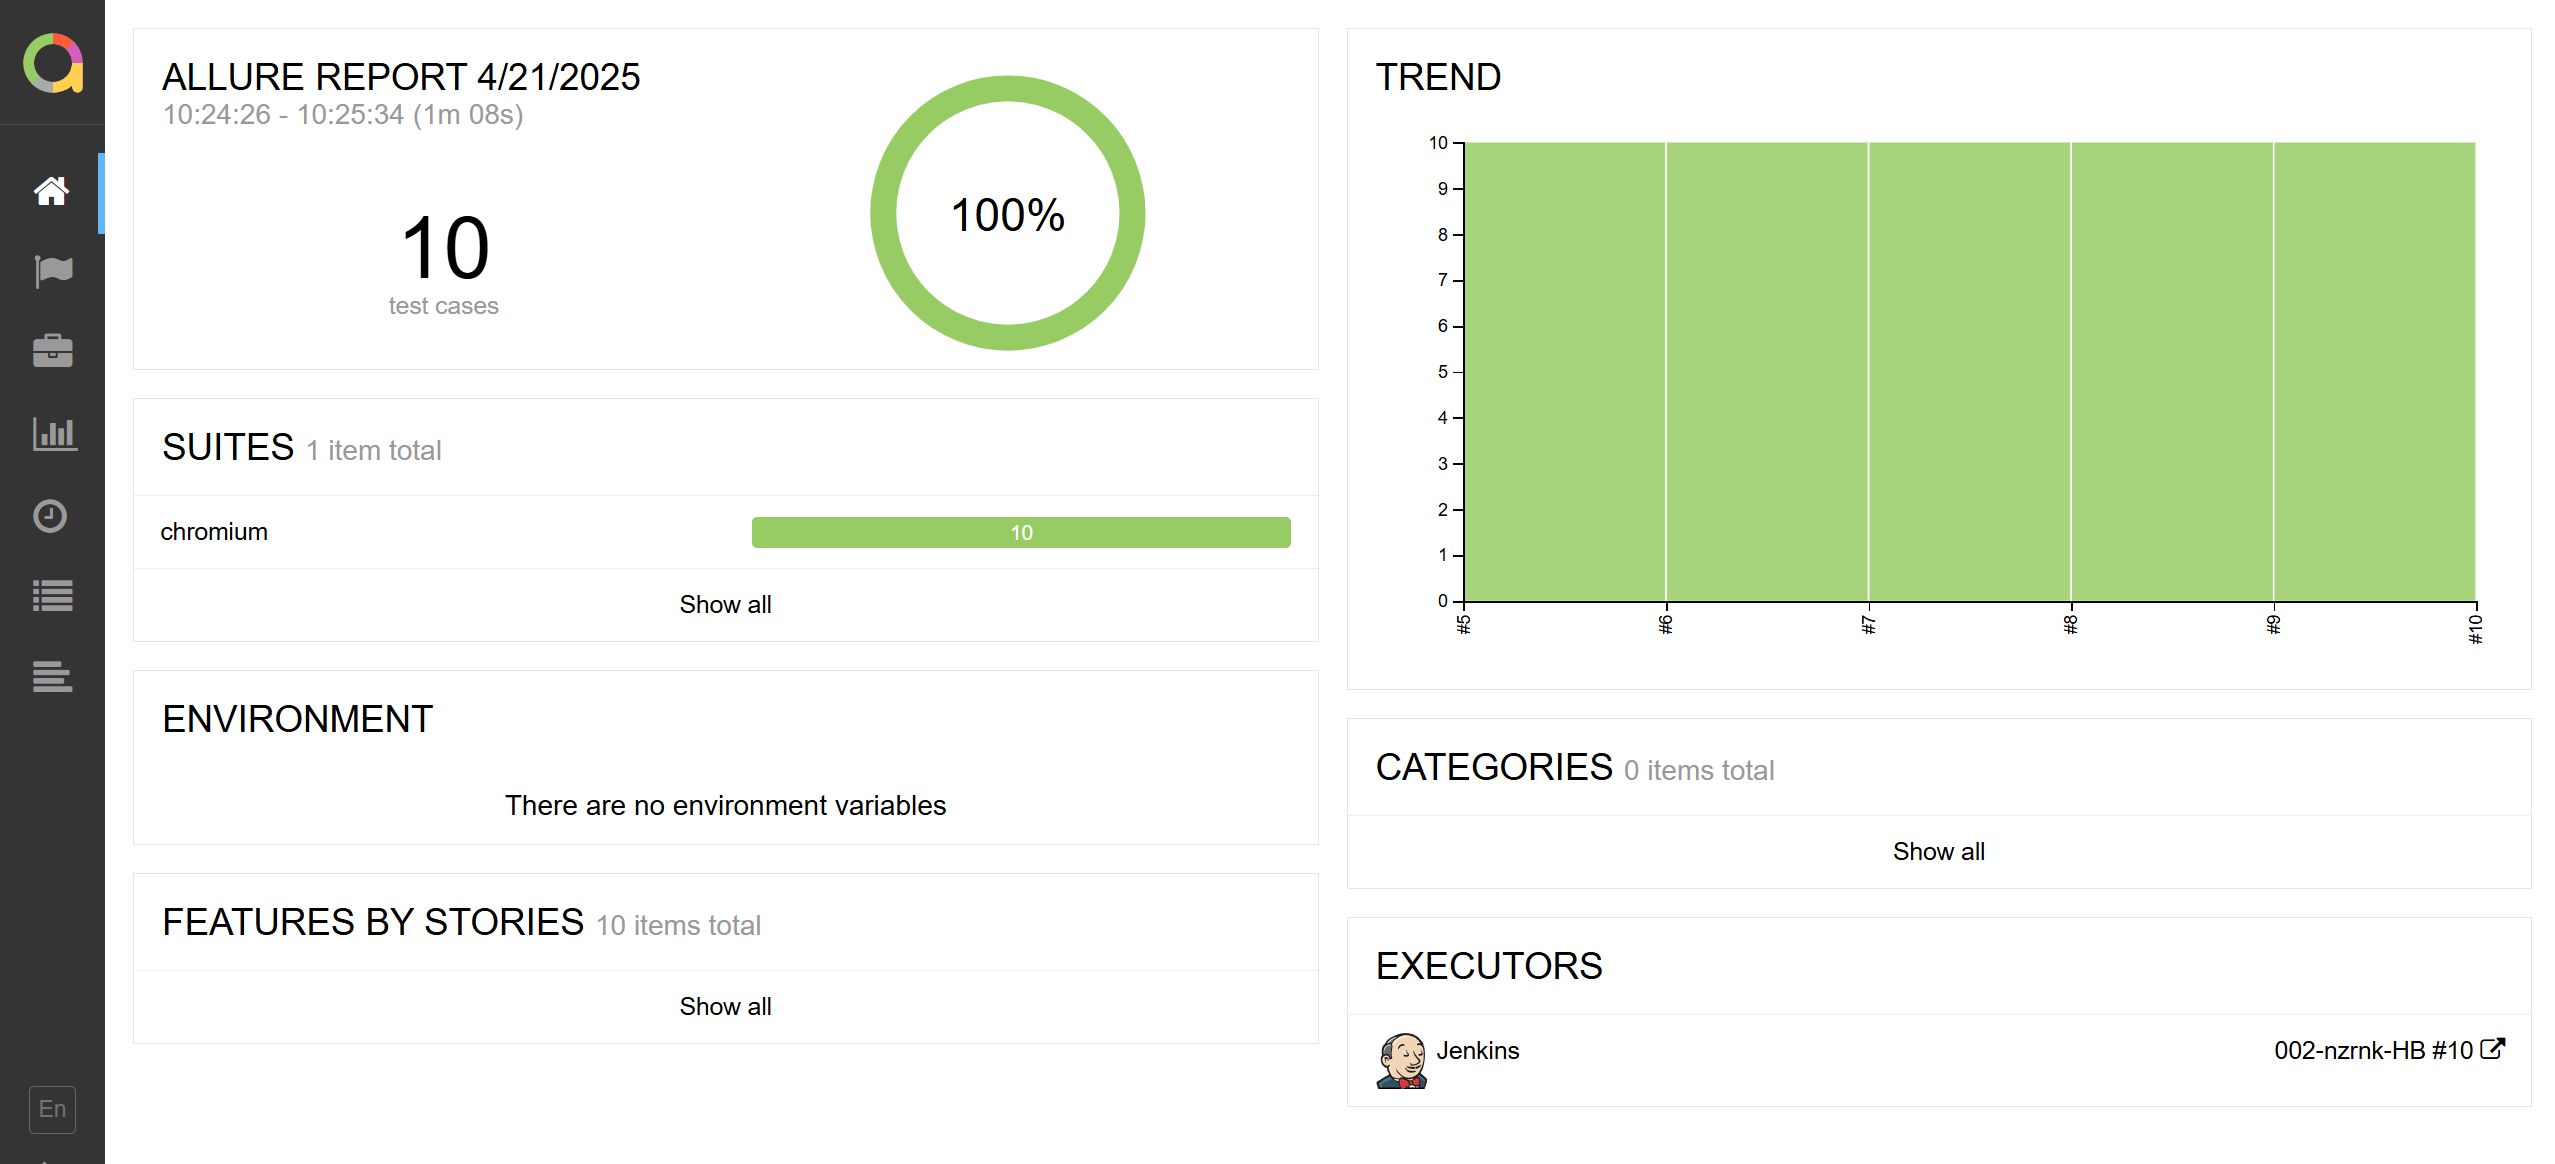 ALLURE REPORT 4/21/2025
10:24:26 - 10:25:34 (1m 08s)
10
test cases
100%
SUITES 1 item total
chromium 10
Show all
ENVIRONMENT
There are no environment variables
FEATURES BY STORIES 10 items total
Show all
TREND
10
9
8
7
6
5
4
3
2
1
0
#5 #6 #7 #8 #9 #10
CATEGORIES 0 items total
Show all
EXECUTORS
Jenkins 002-nzrnk-HB #10
En